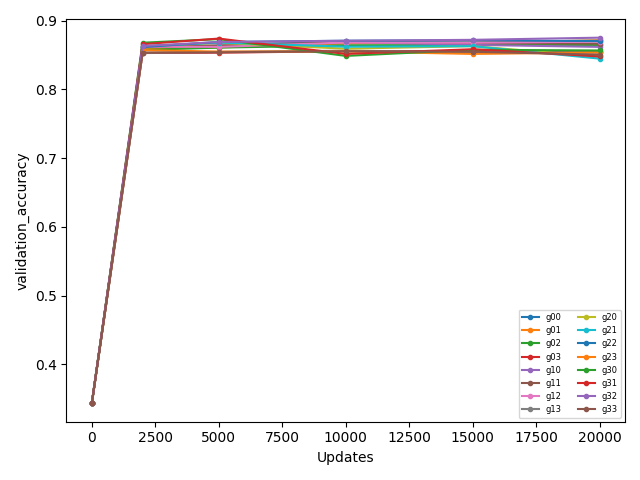 0.9
0.8
0.7
0.6
0.5
0.4
validation_accuracy
0 2500 5000 7500 10000 12500 15000 17500 20000
Updates
g00 g20
g01 g21
g02 g22
g03 g23
g10 g30
g11 g31
g12 g32
g13 g33